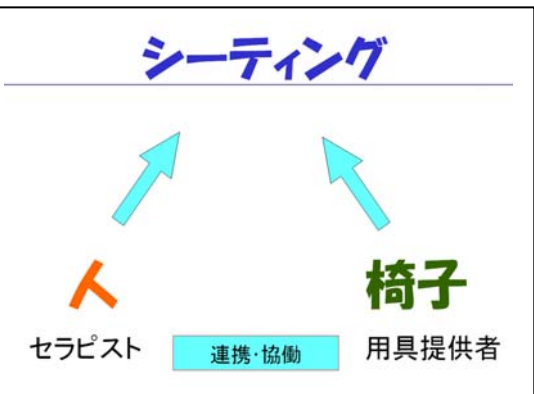 シーティング
人
椅子
セラピスト
連携・協働
用具提供者